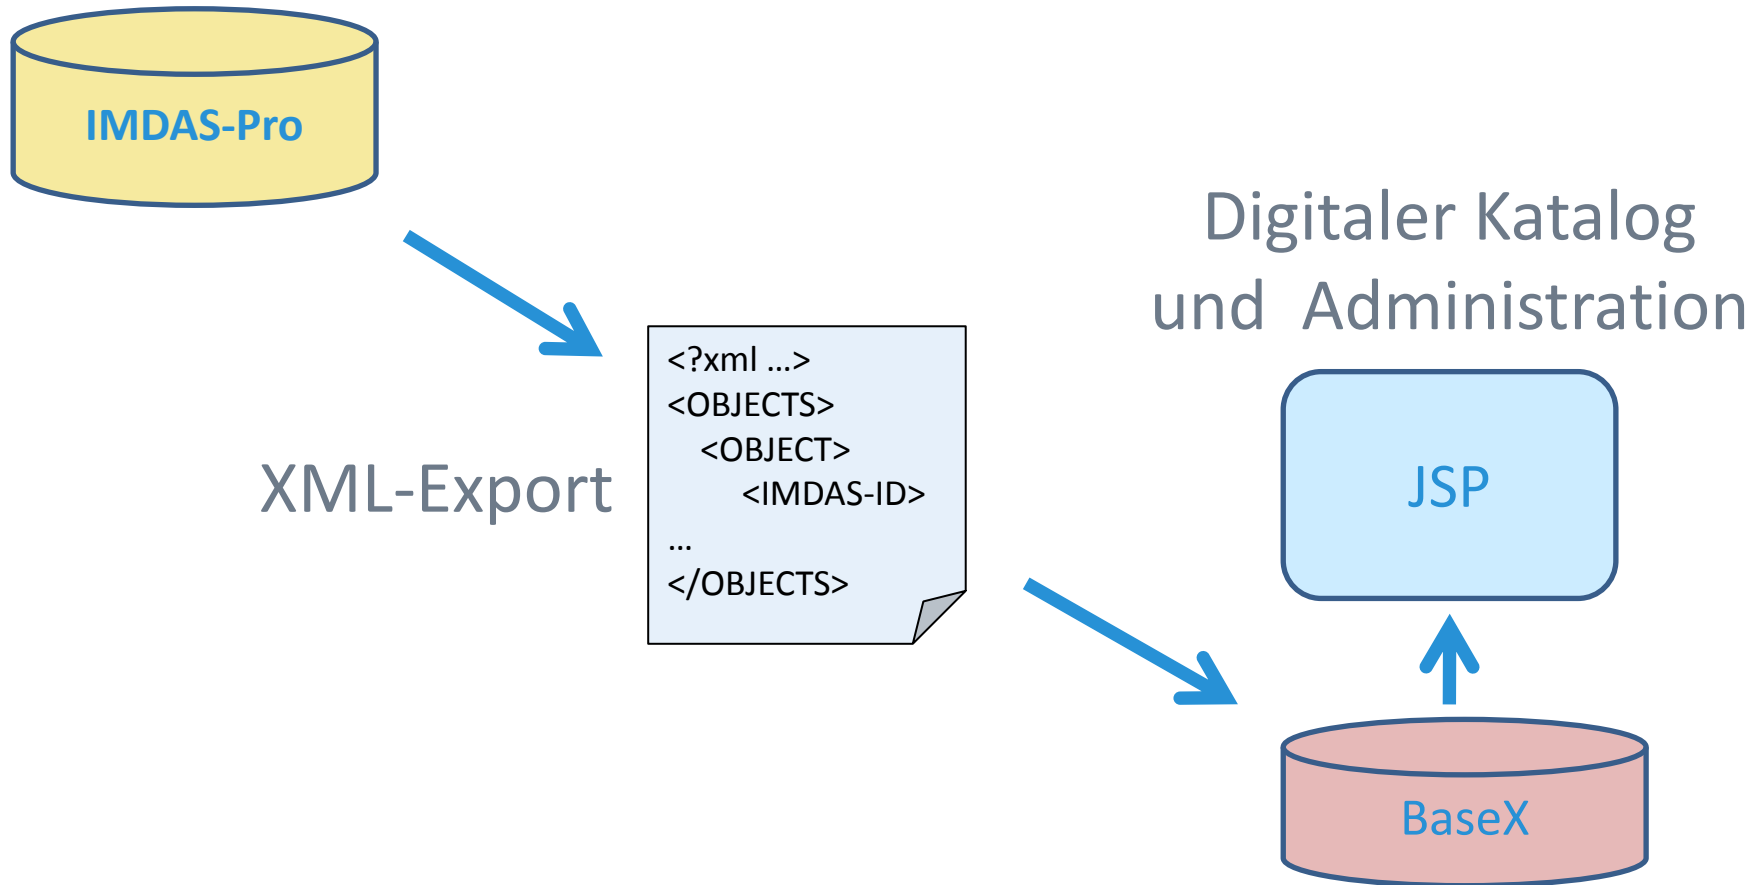 IMDAS-Pro
XML-Export
<?xml ...>
<OBJECTS>
<OBJECT>
<IMDAS-ID>
...
</OBJECTS>
Digitaler Katalog
und Administration
JSP
BaseX